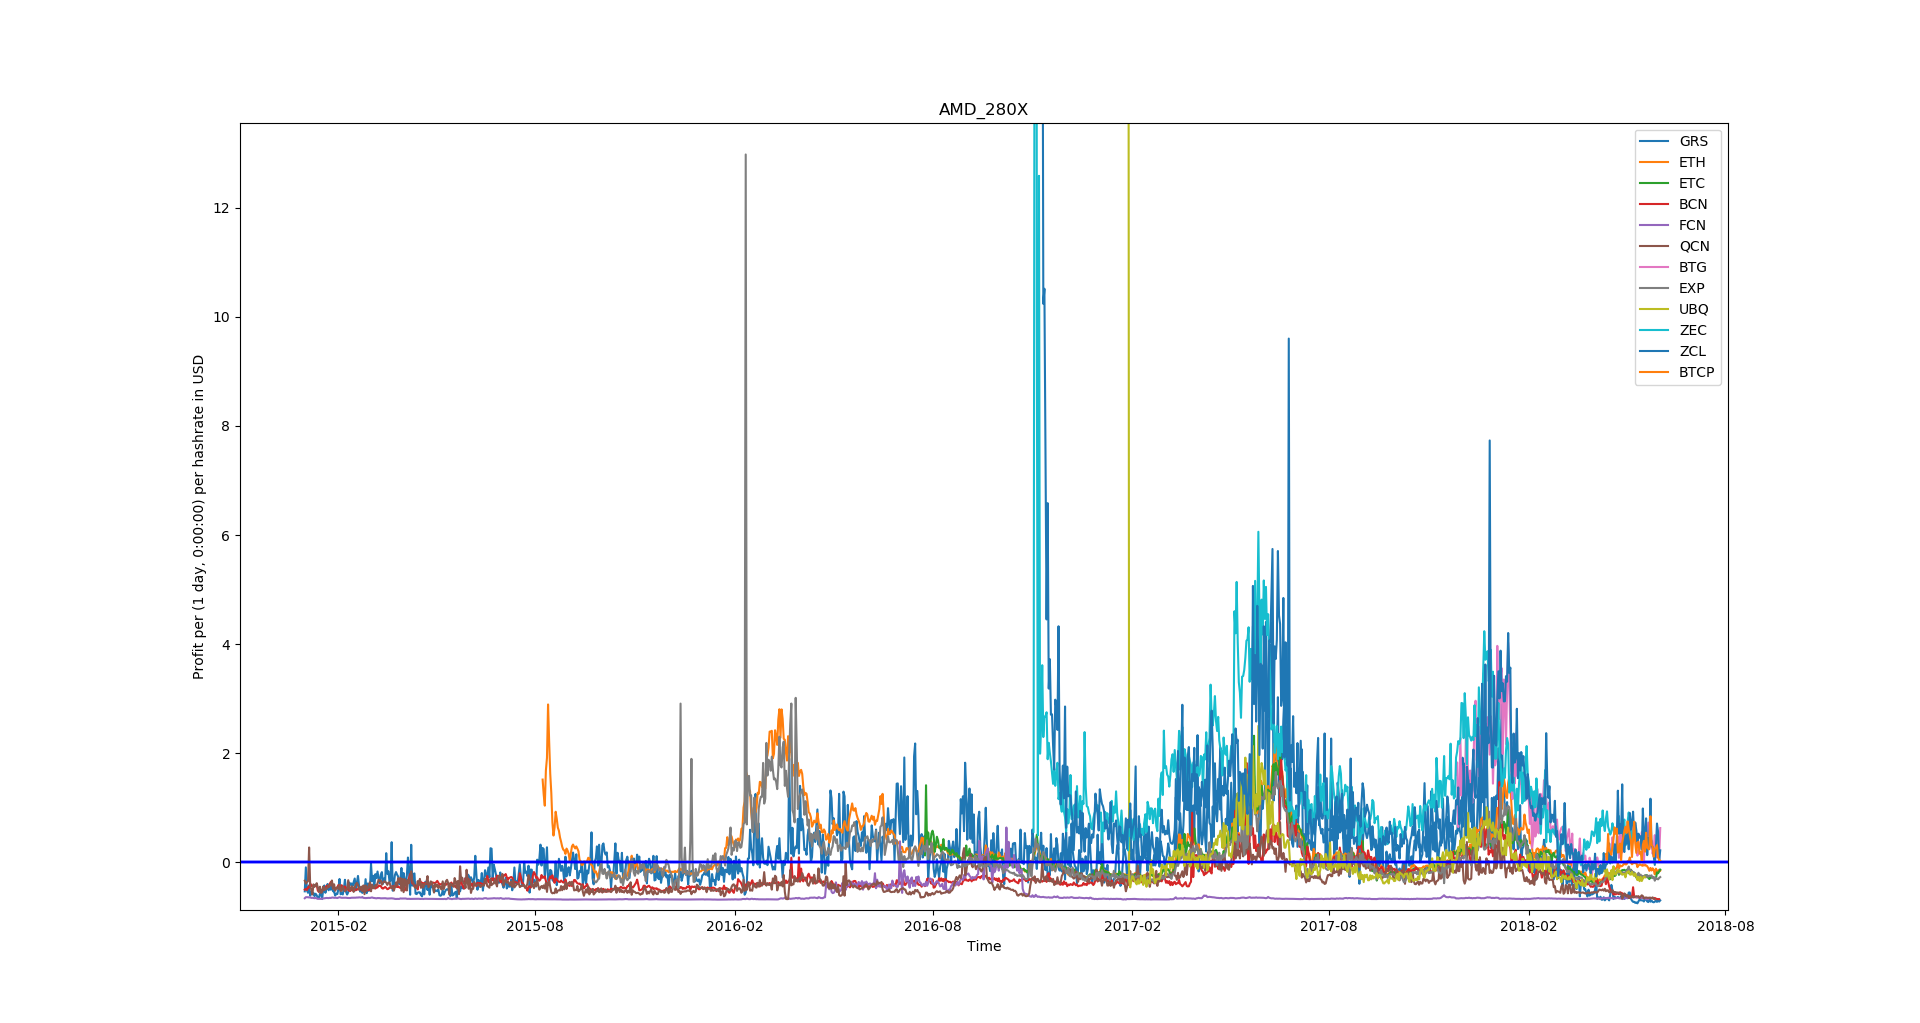 AMD_280X
Profit per (1 day, 0:00:00) per hashrate in USD
12
10
8
6
4
2
0
GRS
ETH
ETC
BCN
FCN
QCN
BTG
EXP
UBQ
ZEC
ZCL
BTCP
2015-02 2015-08 2016-02 2016-08 2017-02 2017-08 2018-02 2018-08
Time